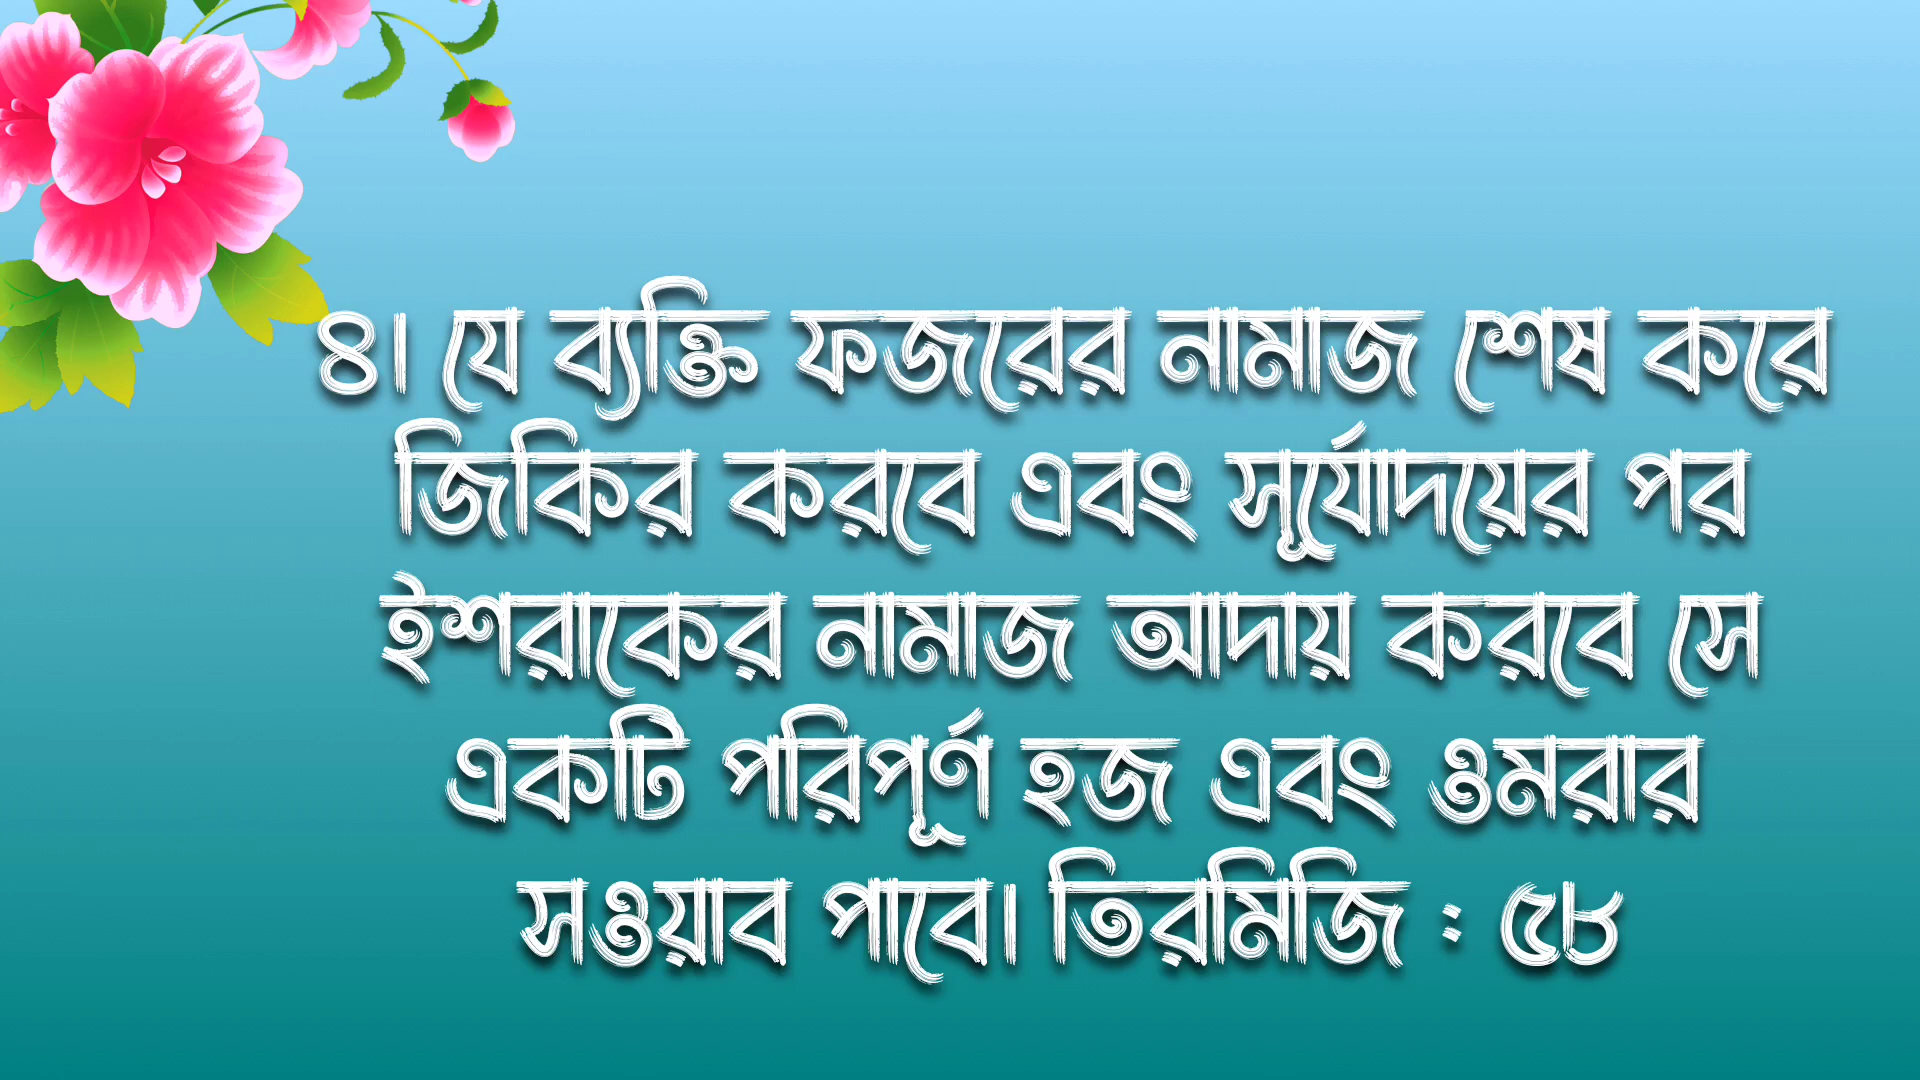 ৪। যে ব্যক্তি ফজরের নামাজ শেষ করে
জিকির করবে এবং সূর্যোদয়ের পর
ইশরাকের নামাজ আদায় করবে সে
একটি পরিপূর্ণ হজ এবং ওমরার
সওয়াব পাবে। তিরমিজি : ৫৮